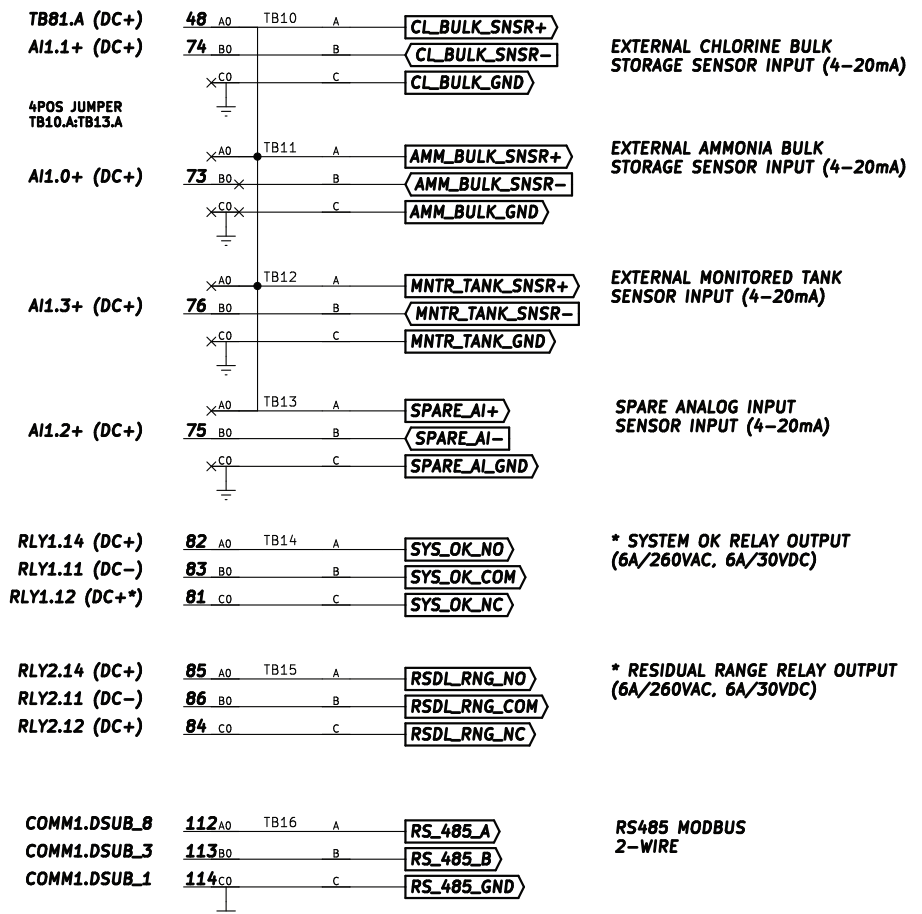 TB81.A (DC+) 48 A0 TB10 A CL_BULK_SNSR+
AI1.1+ (DC+) 74 B0 B CL_BULK_SNSR-
C0 C CL_BULK_GND
EXTERNAL CHLORINE BULK
STORAGE SENSOR INPUT (4-20mA)
4POS JUMPER
TB10.A:TB13.A
A0 TB11 A AMM_BULK_SNSR+
AI1.0+ (DC+) 73 B0 B AMM_BULK_SNSR-
C0 C AMM_BULK_GND
EXTERNAL AMMONIA BULK
STORAGE SENSOR INPUT (4-20mA)
A0 TB12 A MNTR_TANK_SNSR+
AI1.3+ (DC+) 76 B0 B MNTR_TANK_SNSR-
C0 C MNTR_TANK_GND
EXTERNAL MONITORED TANK
SENSOR INPUT (4-20mA)
A0 TB13 A SPARE_AI+
AI1.2+ (DC+) 75 B0 B SPARE_AI-
C0 C SPARE_AI_GND
SPARE ANALOG INPUT
SENSOR INPUT (4-20mA)
RLY1.14 (DC+) 82 A0 TB14 A SYS_OK_NO
RLY1.11 (DC-) 83 B0 B SYS_OK_COM
RLY1.12 (DC+*) 81 C0 C SYS_OK_NC
* SYSTEM OK RELAY OUTPUT
(6A/260VAC, 6A/30VDC)
RLY2.14 (DC+) 85 A0 TB15 A RSDL_RNG_NO
RLY2.11 (DC-) 86 B0 B RSDL_RNG_COM
RLY2.12 (DC+) 84 C0 C RSDL_RNG_NC
* RESIDUAL RANGE RELAY OUTPUT
(6A/260VAC, 6A/30VDC)
COMM1.DSUB_8 112 A0 TB16 A RS_485_A
COMM1.DSUB_3 113 B0 B RS_485_B
COMM1.DSUB_1 114 C0 C RS_485_GND
RS485 MODBUS
2-WIRE